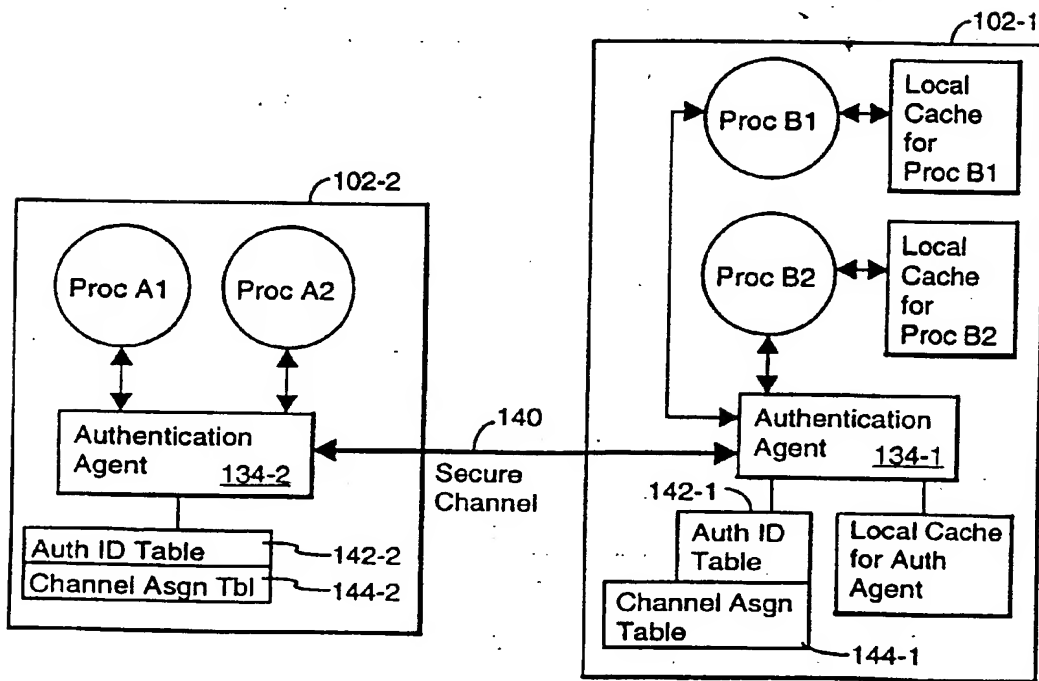 102-1
Proc B1
Local
Cache
for
Proc B1
102-2
Proc A1
Proc A2
Proc B2
Local
Cache
for
Proc B2
Authentication
Agent
134-2
140
Secure
Channel
Authentication
Agent
134-1
Auth ID Table
142-2
Channel Asgn Tbl
144-2
142-1
Auth ID
Table
Local Cache
for Auth
Agent
Channel Asgn
Table
144-1